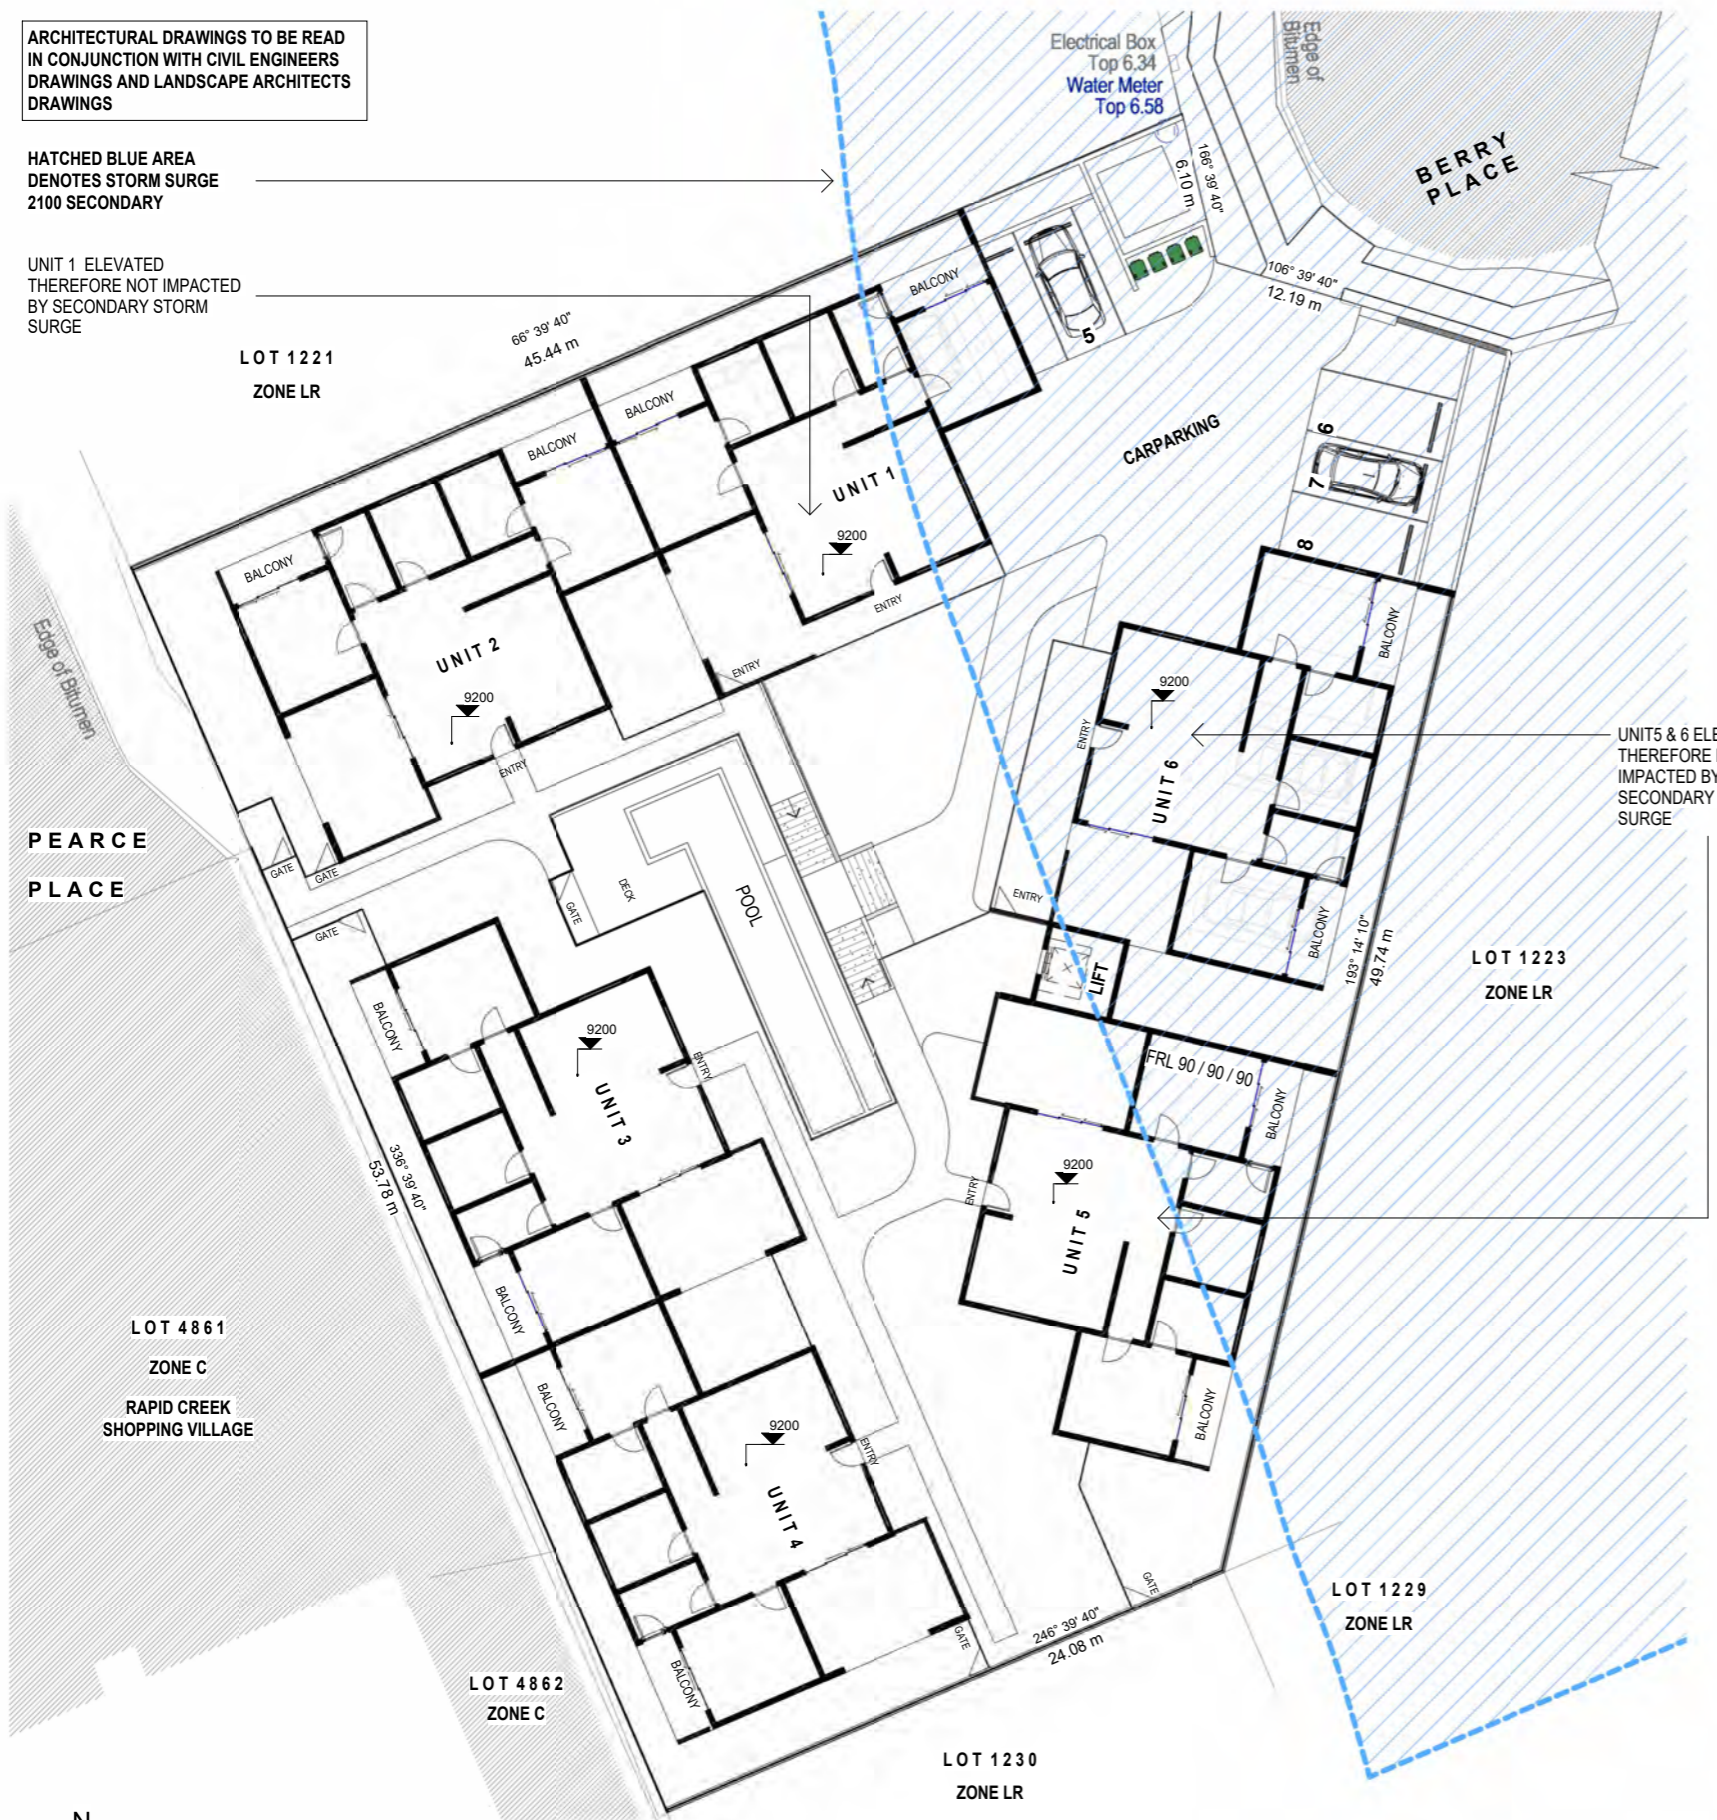 ARCHITECTURAL DRAWINGS TO BE READ
IN CONJUNCTION WITH CIVIL ENGINEERS
DRAWINGS AND LANDSCAPE ARCHITECTS
DRAWINGS
HATCHED BLUE AREA
DENOTES STORM SURGE
2100 SECONDARY
UNIT 1 ELEVATED
THEREFORE NOT IMPACTED
BY SECONDARY STORM
SURGE
Electrical Box
Top 6.34
Water Meter
Top 6.58
Edge of
Bitumen
BERRY
PLACE
166° 39' 40"
6.10 m
106° 39' 40"
12.19 m
66° 39' 40"
45.44 m
LOT 1221
ZONE LR
BALCONY
5
BALCONY
BALCONY
BALCONY
CARPARKING
6
7
8
UNIT 1
9200
ENTRY
UNIT 2
9200
ENTRY
ENTRY
Edge of Bitumen
PEARCE
PLACE
GATE
GATE
GATE
GATE
DECK
POOL
BALCONY
9200
ENTRY
UNIT 6
ENTRY
BALCONY
UNIT5 & 6 ELE
THEREFORE
IMPACTED BY
SECONDARY
SURGE
193° 14' 10"
49.74 m
LOT 1223
ZONE LR
LIFT
FRL 90 / 90 / 90
BALCONY
BALCONY
9200
ENTRY
UNIT 3
336° 39' 40"
53.78 m
BALCONY
BALCONY
9200
ENTRY
UNIT 5
BALCONY
LOT 4861
ZONE C
RAPID CREEK
SHOPPING VILLAGE
9200
ENTRY
UNIT 4
BALCONY
GATE
GATE
246° 39' 40"
24.08 m
LOT 1229
ZONE LR
LOT 4862
ZONE C
LOT 1230
ZONE LR
N